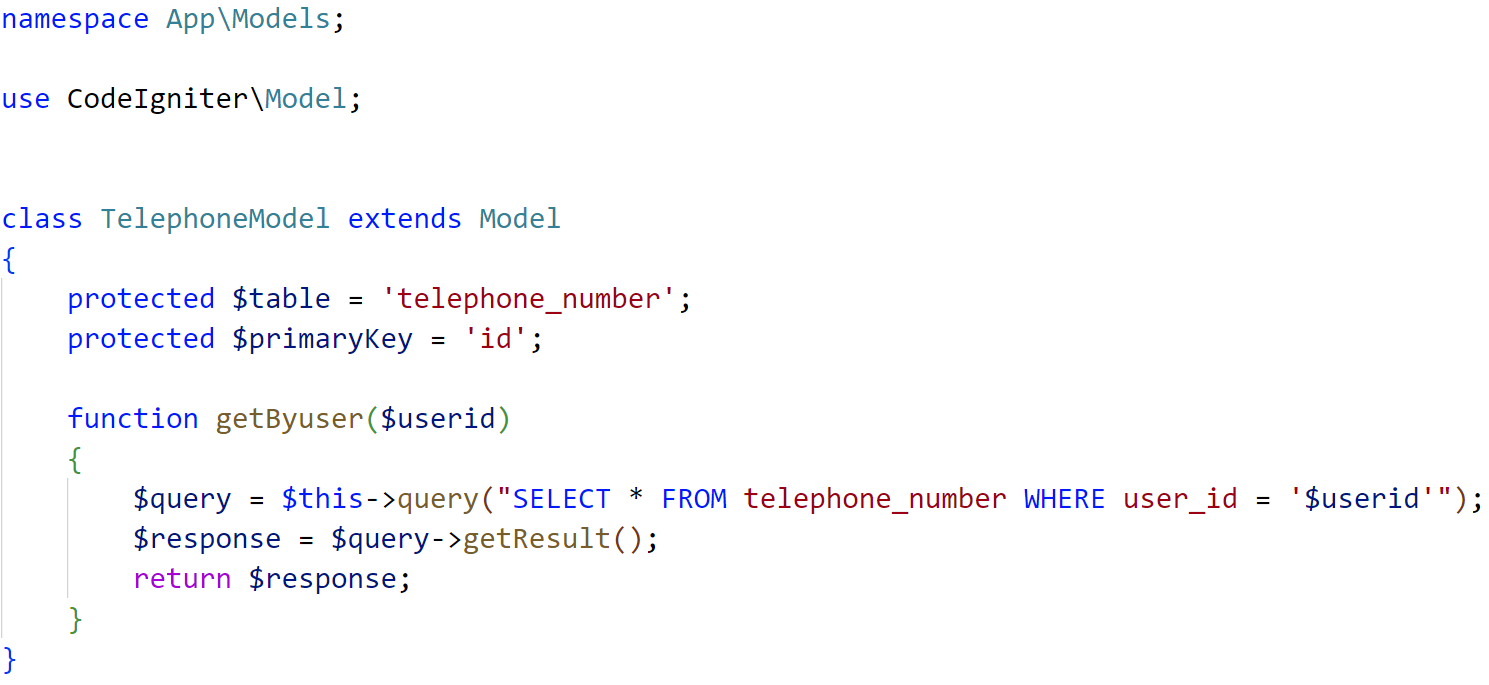 namespace App\Models;
use CodeIgniter\Model;
class TelephoneModel extends Model
{
    protected $table = 'telephone_number';
    protected $primaryKey = 'id';
    function getByuser($userid)
    {
        $query = $this->query("SELECT * FROM telephone_number WHERE user_id = '$userid'");
        $response = $query->getResult();
        return $response;
    }
}